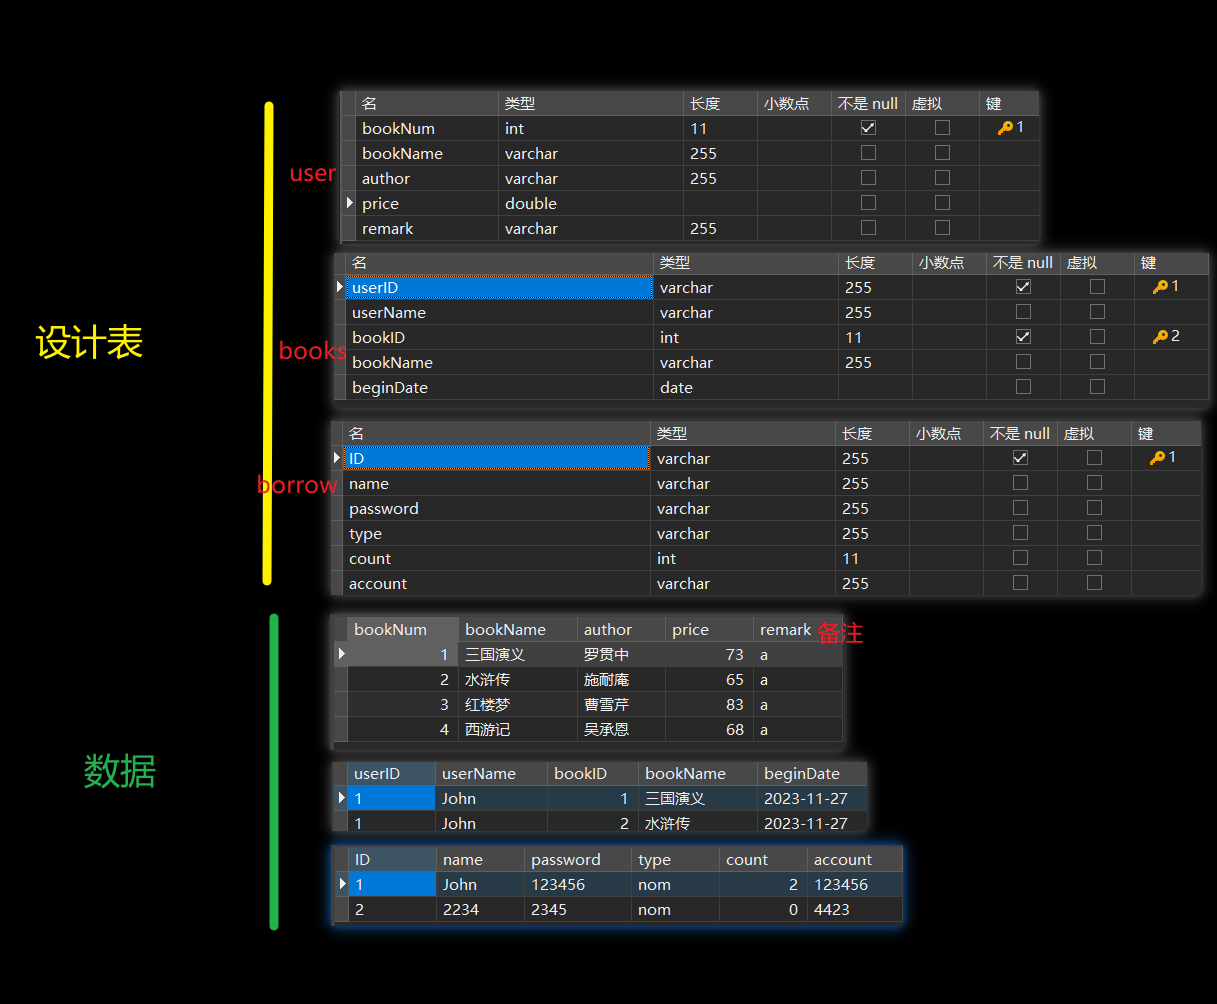 名 类型 长度 小数点 不是 null 虚拟 键
bookNum int 11 1
bookName varchar 255
user
author varchar 255
price double
remark varchar 255
名 类型 长度 小数点 不是 null 虚拟 键
userID varchar 255 1
userName varchar 255
设计表
bookID int 11 2
books
bookName varchar 255
beginDate date
名 类型 长度 小数点 不是 null 虚拟 键
ID varchar 255 1
borrow
name varchar 255
password varchar 255
type varchar 255
count int 11
account varchar 255
bookNum bookName author price remark 备注
1 三国演义 罗贯中 73 a
2 水浒传 施耐庵 65 a
3 红楼梦 曹雪芹 83 a
4 西游记 吴承恩 68 a
数据
userID userName bookID bookName beginDate
1 John 1 三国演义 2023-11-27
1 John 2 水浒传 2023-11-27
ID name password type count account
1 John 123456 nom 2 123456
2 2234 2345 nom 0 4423